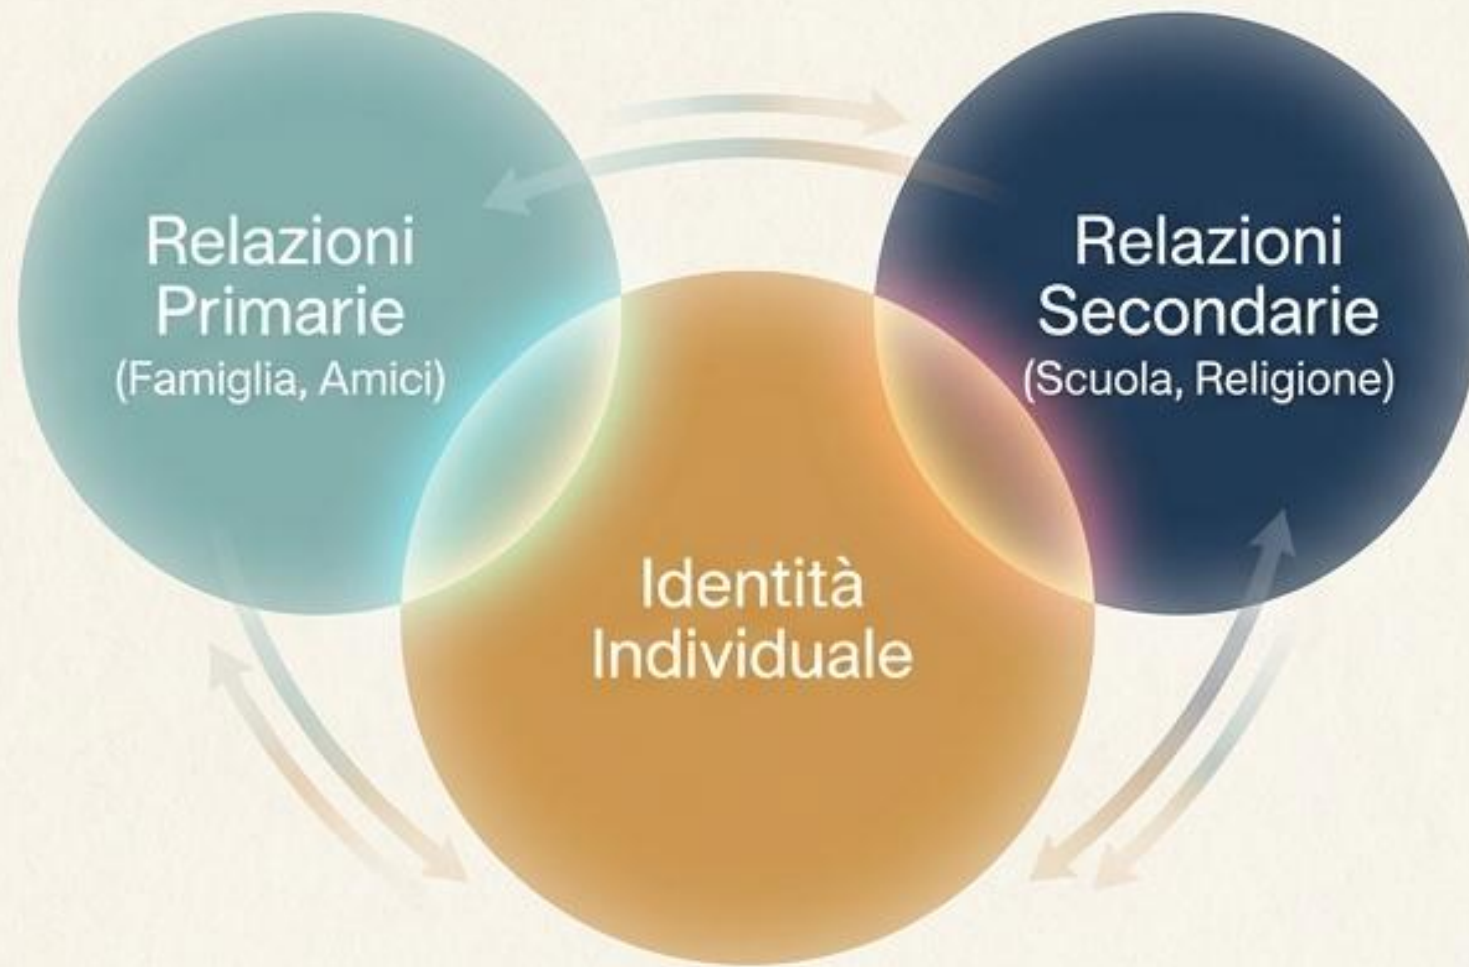 Relazioni
Primarie
(Famiglia, Amici)
Relazioni
Secondarie
(Scuola, Religione)
Identità
Individuale